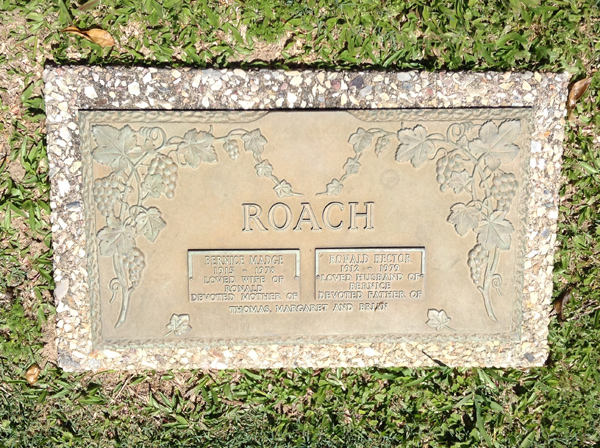 ROACH
BERNICE MADGE
1915 - 1978
LOVED WIFE OF
RONALD
DEVOTED MOTHER OF
RONALD HECTOR
1912 - 1979
LOVED HUSBAND OF
BERNICE
DEVOTED FATHER OF
THOMAS, MARGARET AND BRIAN